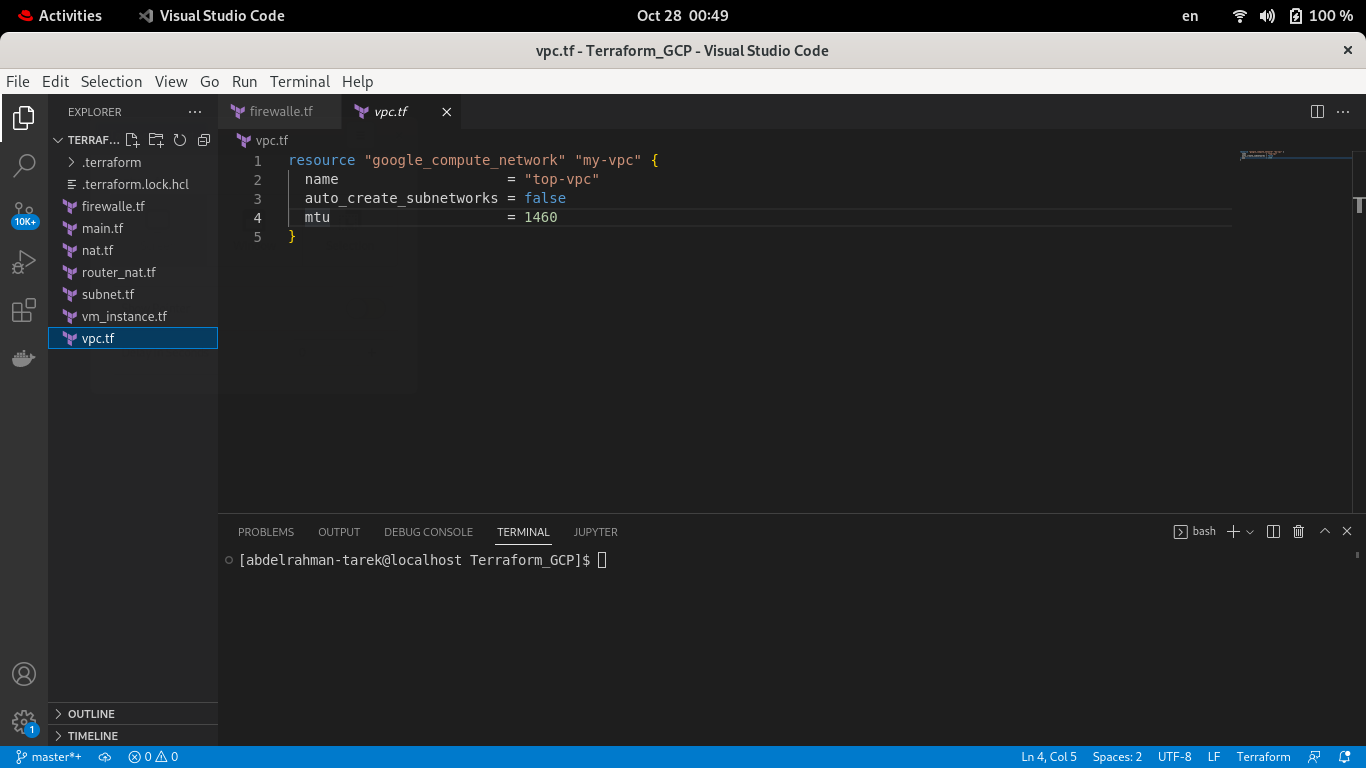 Activities Visual Studio Code Oct 28 00:49 en 100 %
vpc.tf - Terraform_GCP - Visual Studio Code
File Edit Selection View Go Run Terminal Help
EXPLORER
TERRAF...
.terraform
.terraform.lock.hcl
firewalle.tf
main.tf
nat.tf
router_nat.tf
subnet.tf
vm_instance.tf
vpc.tf
10K+
OUTLINE
TIMELINE
1
firewalle.tf vpc.tf
vpc.tf
1 resource "google_compute_network" "my-vpc" {
2   name                    = "top-vpc"
3   auto_create_subnetworks = false
4   mtu                     = 1460
5 }
PROBLEMS OUTPUT DEBUG CONSOLE TERMINAL JUPYTER bash
[abdelrahman-tarek@localhost Terraform_GCP]$
master*+ 0 0 Ln 4, Col 5 Spaces: 2 UTF-8 LF Terraform